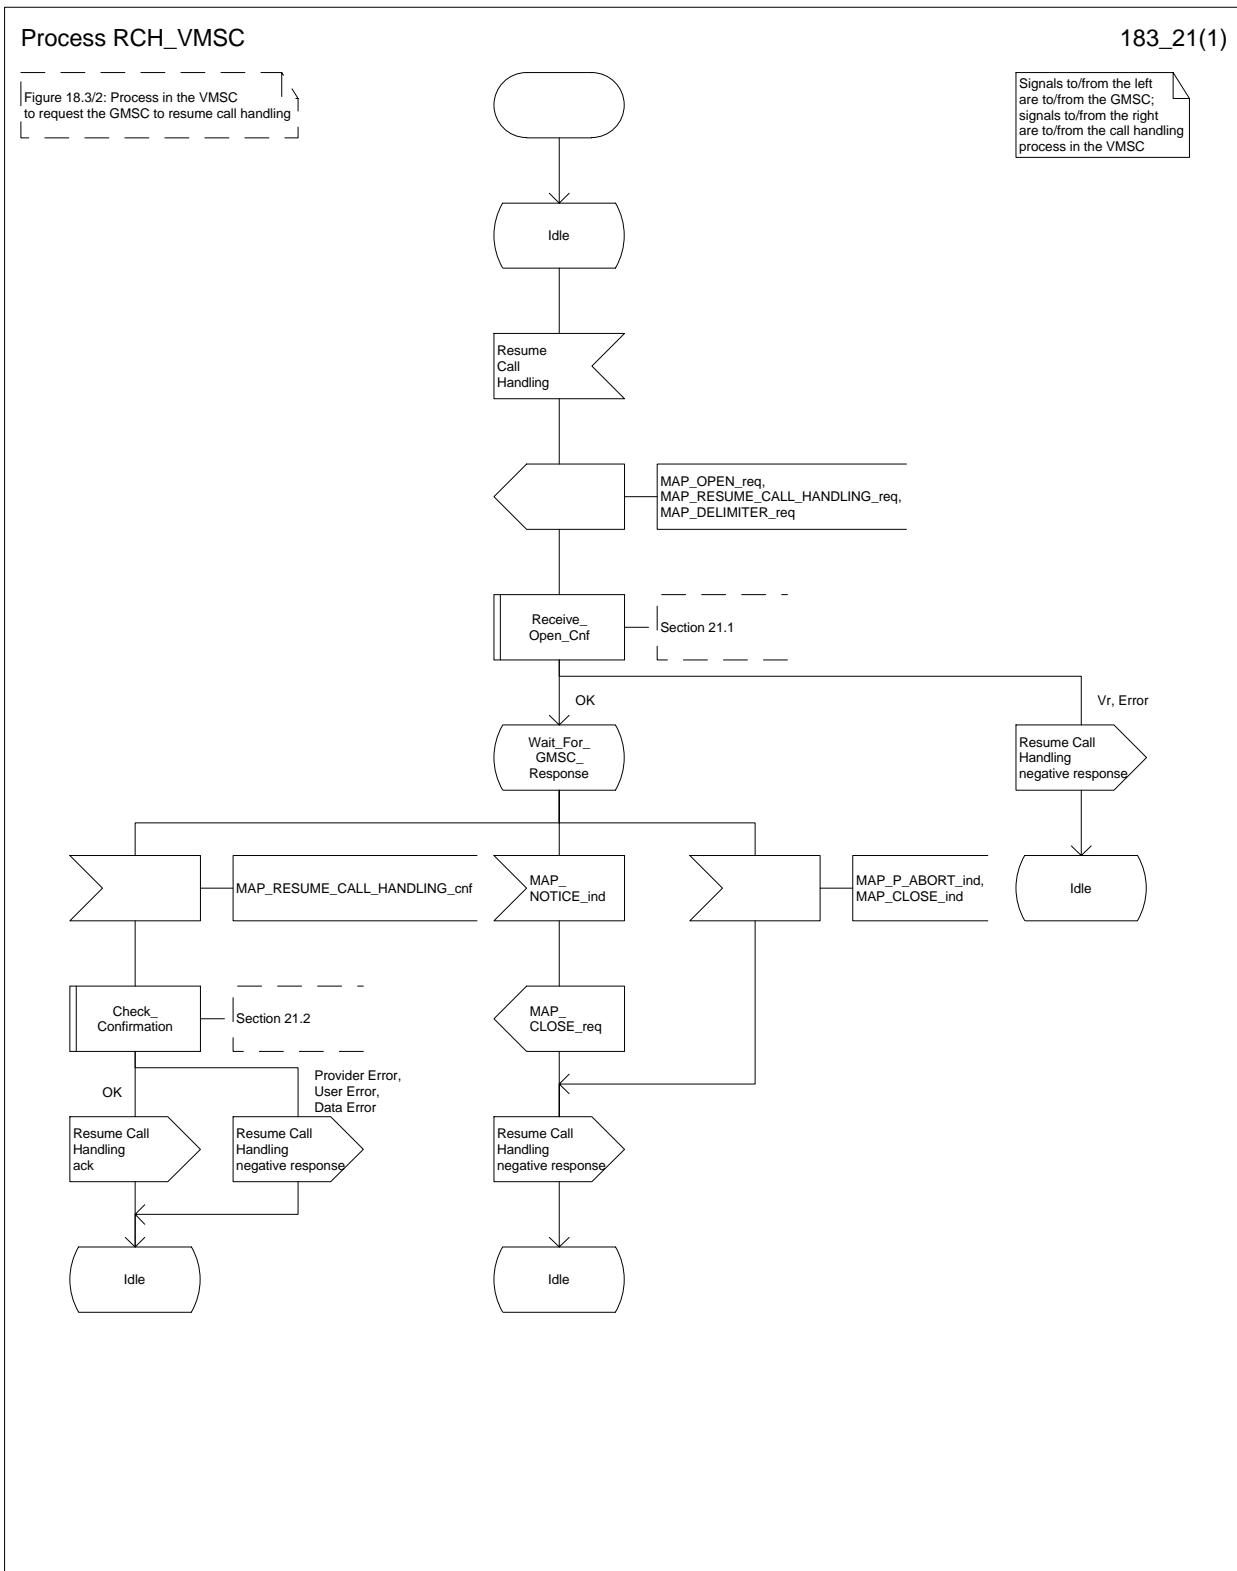 Process RCH_VMSC
183_21(1)
Figure 18.3/2: Process in the VMSC
to request the GMSC to resume call handling
Signals to/from the left
are to/from the GMSC;
signals to/from the right
are to/from the call handling
process in the VMSC
Idle
Resume
Call
Handling
MAP_OPEN_req,
MAP_RESUME_CALL_HANDLING_req,
MAP_DELIMITER_req
Receive_
Open_Cnf
Section 21.1
OK
Vr, Error
Wait_For_
GMSC_
Response
Resume Call
Handling
negative response
MAP_RESUME_CALL_HANDLING_cnf
MAP_
NOTICE_ind
MAP_P_ABORT_ind,
MAP_CLOSE_ind
Idle
Check_
Confirmation
Section 21.2
MAP_
CLOSE_req
OK
Provider Error,
User Error,
Data Error
Resume Call
Handling
ack
Resume Call
Handling
negative response
Resume Call
Handling
negative response
Idle
Idle